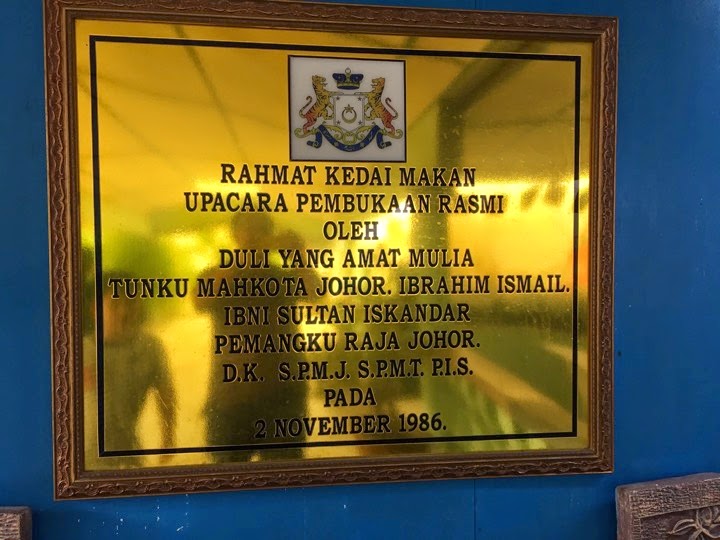 RAHMAT KEDAI MAKAN
UPACARA PEMBUKAAN RASMI
OLEH
DULI YANG AMAT MULIA
TUNKU MAHKOTA JOHOR. IBRAHIM ISMAIL.
IBNI SULTAN ISKANDAR
PEMANGKU RAJA JOHOR.
D.K. S.P.M.J. S.P.M.T. P.I.S.
PADA
2 NOVEMBER 1986.